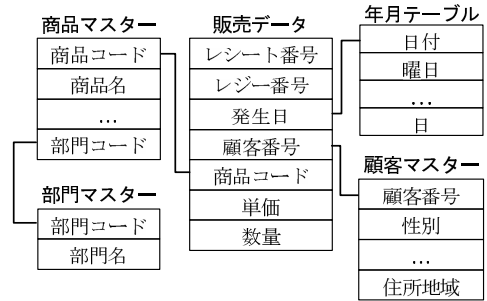 商品マスター
商品コード
商品名
…
部門コード
部門マスター
部門コード
部門名
販売データ
レシート番号
レジー番号
発生日
顧客番号
商品コード
単価
数量
年月テーブル
日付
曜日
…
日
顧客マスター
顧客番号
性別
…
住所地域